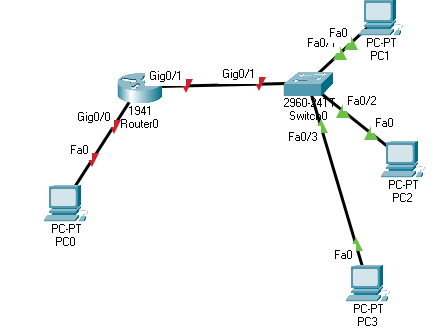 Fa0
Fa0/1
PC-PT
PC1
Gig0/1
Gig0/1
1941
Router0
2960-24TT
Switch0
Gig0/0
Fa0/2
Fa0
Fa0
Fa0/3
PC-PT
PC2
PC-PT
PC0
Fa0
PC-PT
PC3